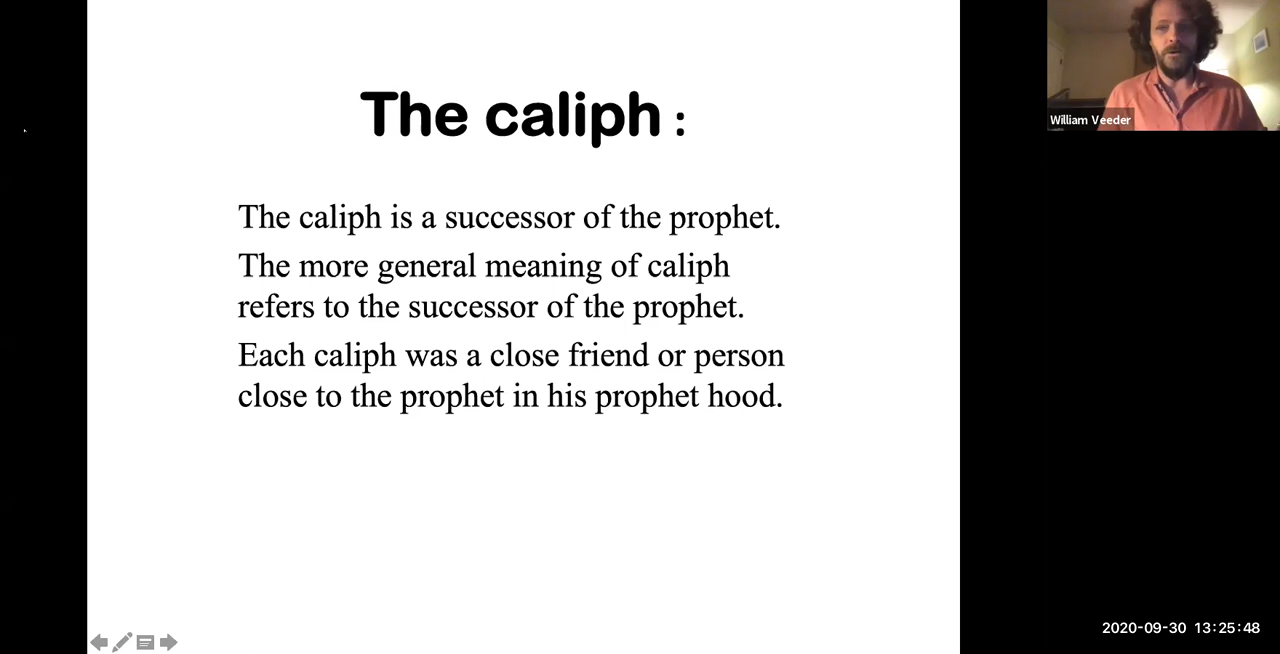 The caliph :
The caliph is a successor of the prophet.
The more general meaning of caliph
refers to the successor of the prophet.
Each caliph was a close friend or person
close to the prophet in his prophet hood.
William Veeder
2020-09-30 13:25:48